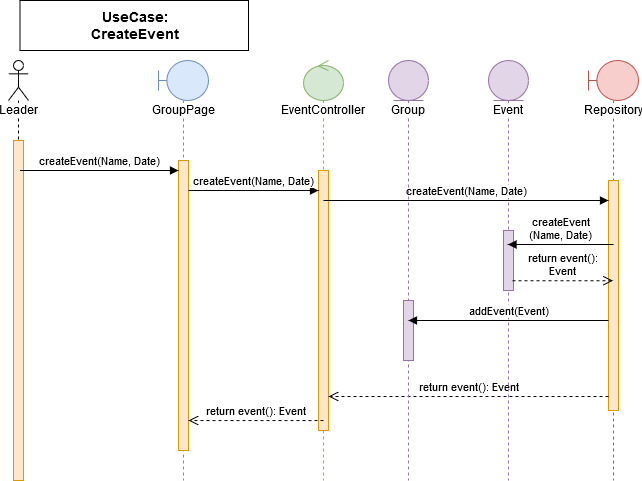 UseCase:
CreateEvent
Leader
GroupPage
EventController
Group
Event
Repository
createEvent(Name, Date)
createEvent(Name, Date)
createEvent(Name, Date)
createEvent
(Name, Date)
return event():
Event
addEvent(Event)
return event(): Event
return event(): Event